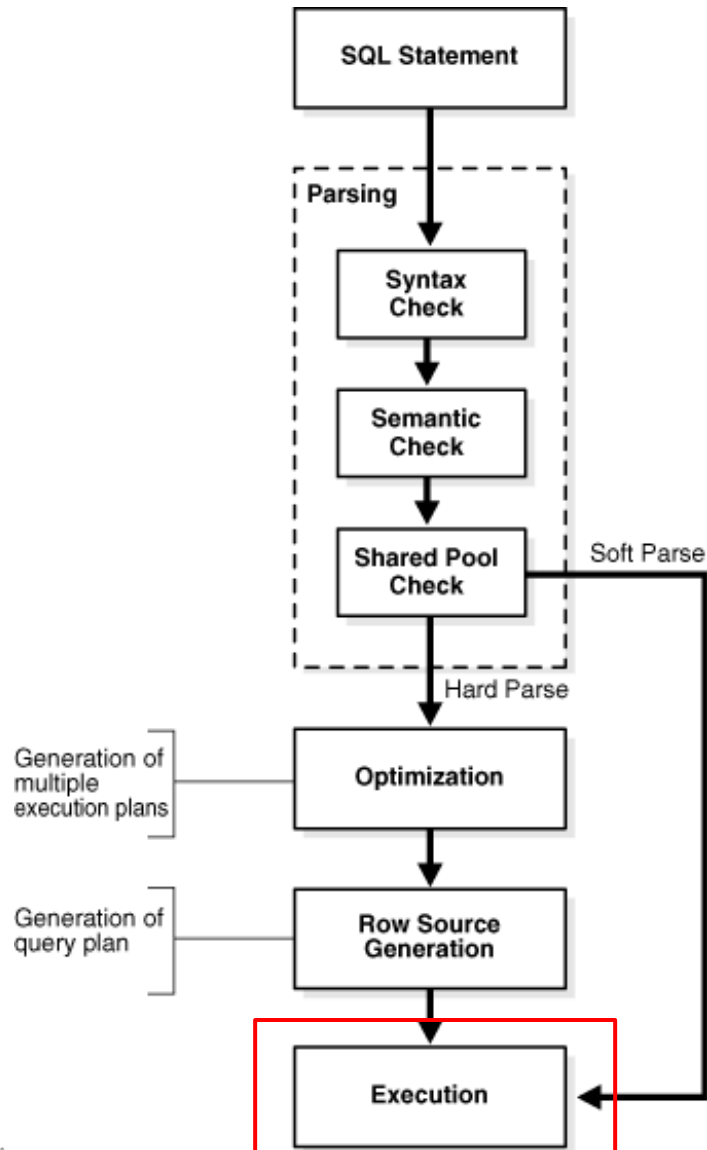 SQL Statement
Parsing
Syntax
Check
Semantic
Check
Shared Pool
Check
Soft Parse
Hard Parse
Generation of
multiple
execution plans
Optimization
Generation of
query plan
Row Source
Generation
Execution